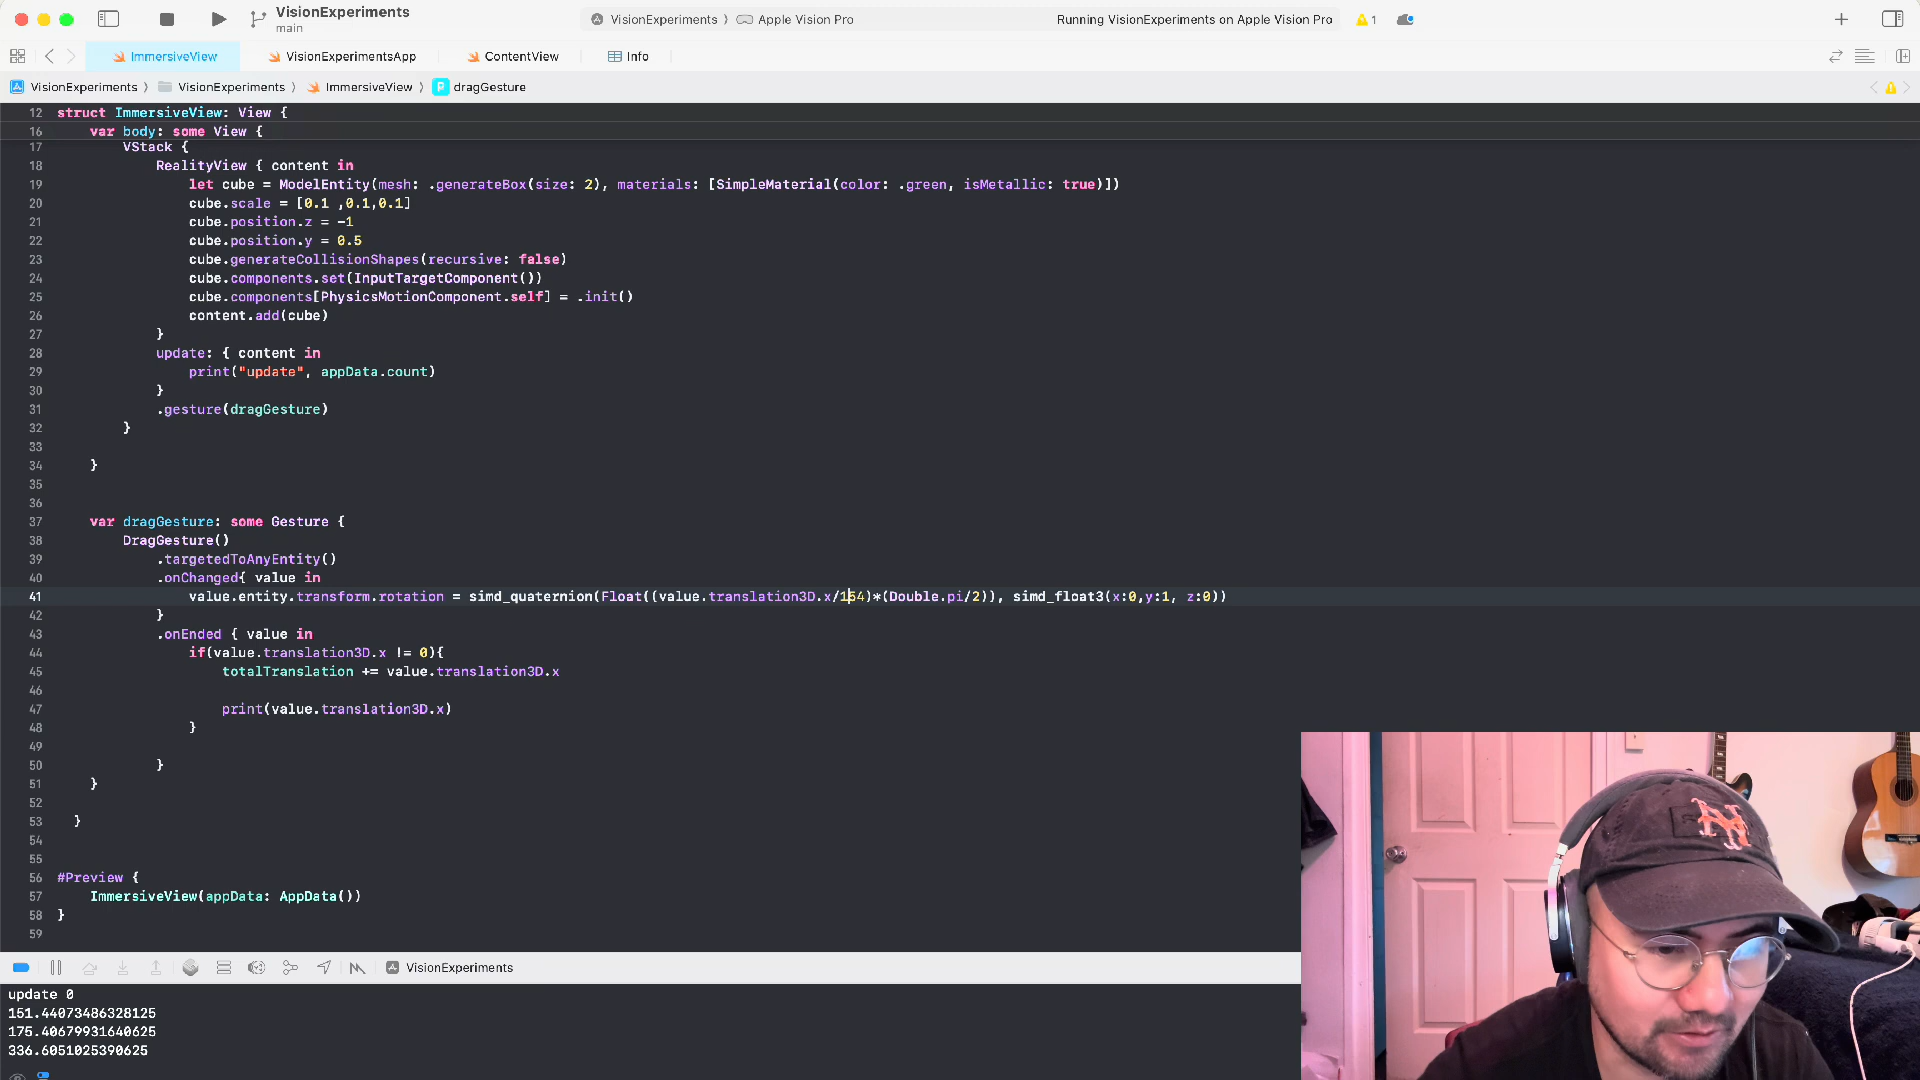 VisionExperiments
main
VisionExperiments 〉 Apple Vision Pro
Running VisionExperiments on Apple Vision Pro
1
ImmersiveView
VisionExperimentsApp
ContentView
Info
VisionExperiments 〉 VisionExperiments 〉 ImmersiveView 〉 P dragGesture
12 struct ImmersiveView: View {
16 var body: some View {
17 VStack {
18 RealityView { content in
19 let cube = ModelEntity(mesh: .generateBox(size: 2), materials: [SimpleMaterial(color: .green, isMetallic: true)])
20 cube.scale = [0.1 ,0.1,0.1]
21 cube.position.z = -1
22 cube.position.y = 0.5
23 cube.generateCollisionShapes(recursive: false)
24 cube.components.set(InputTargetComponent())
25 cube.components[PhysicsMotionComponent.self] = .init()
26 content.add(cube)
27 }
28 update: { content in
29 print("update", appData.count)
30 }
31 .gesture(dragGesture)
32 }
33
34 }
35
36
37 var dragGesture: some Gesture {
38 DragGesture()
39 .targetedToAnyEntity()
40 .onChanged{ value in
41 value.entity.transform.rotation = simd_quaternion(Float((value.translation3D.x/154)*(Double.pi/2)), simd_float3(x:0,y:1, z:0))
42 }
43 .onEnded { value in
44 if(value.translation3D.x != 0){
45 totalTranslation += value.translation3D.x
46
47 print(value.translation3D.x)
48 }
49
50 }
51 }
52
53 }
54
55
56 #Preview {
57 ImmersiveView(appData: AppData())
58 }
59
VisionExperiments
update 0
151.44073486328125
175.40679931640625
336.6051025390625